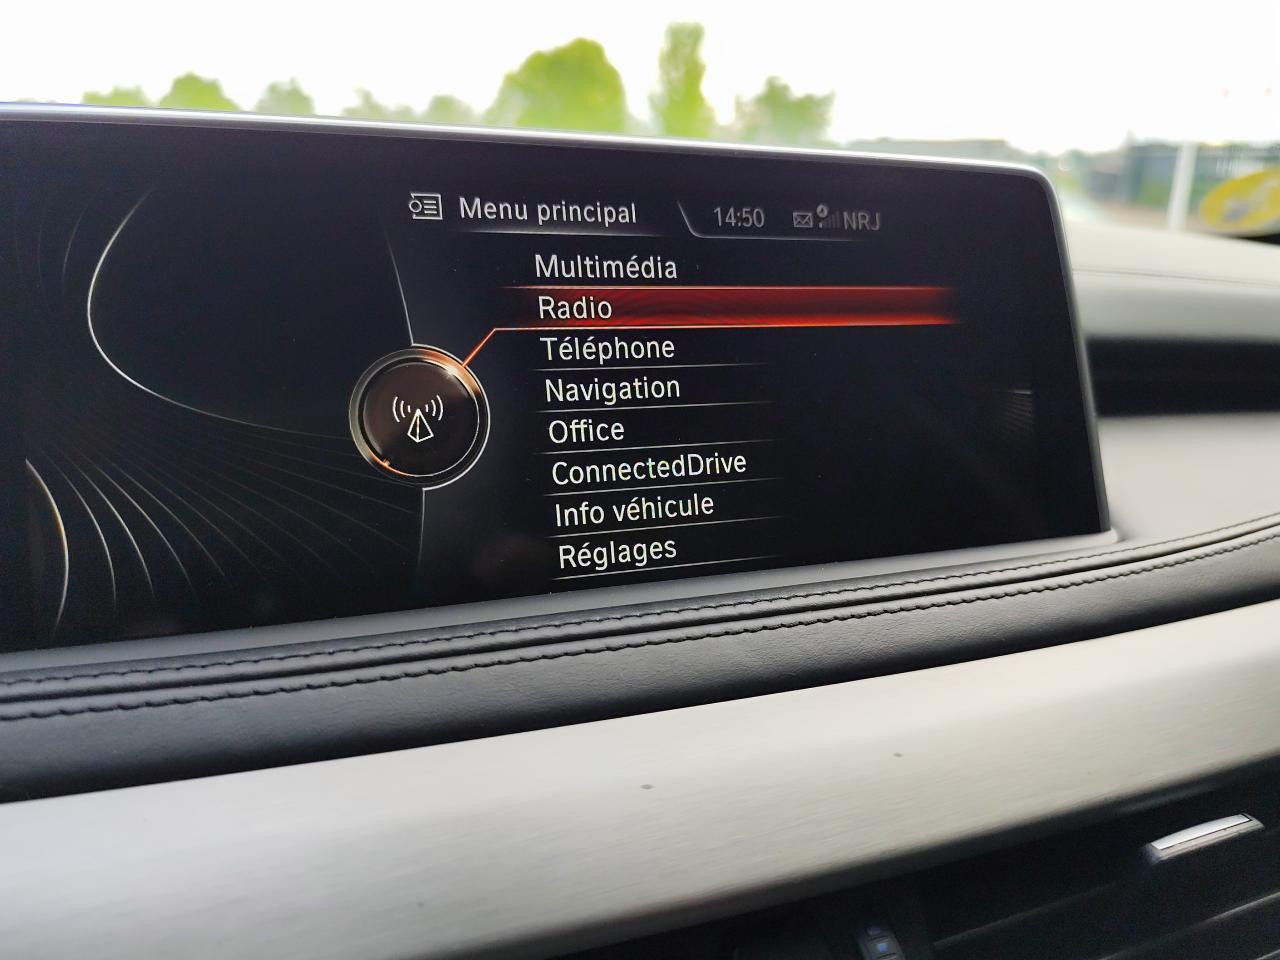 Menu principal
14:50 NRJ
Multimédia
Radio
Téléphone
Navigation
Office
ConnectedDrive
Info véhicule
Réglages